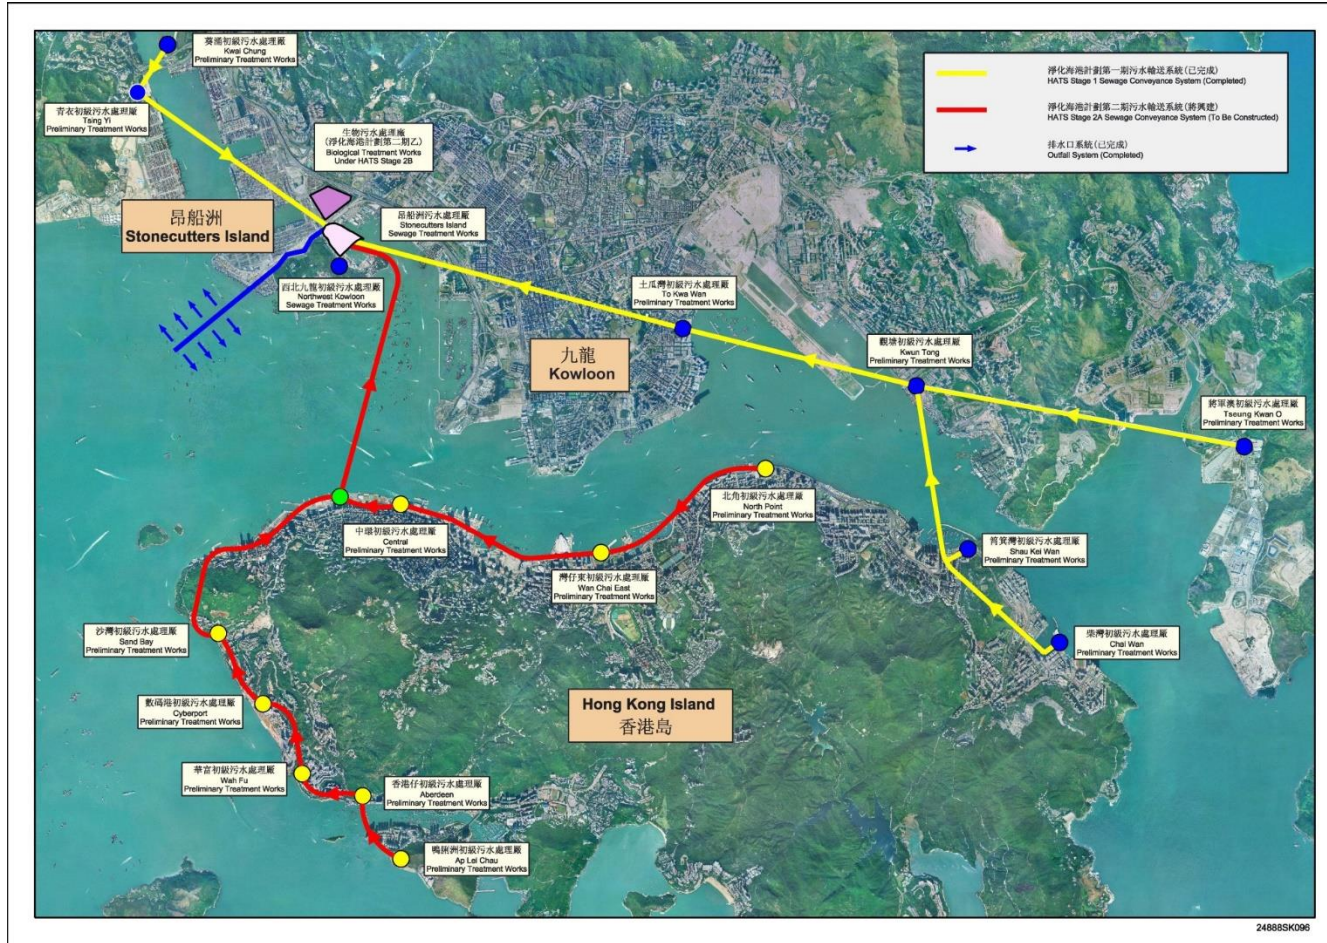 葵涌初級污水處理廠
Kwai Chung
Preliminary Treatment Works
青衣初級污水處理廠
Tsing Yi
Preliminary Treatment Works
生物污水處理廠
(淨化海港計劃第二期乙)
Biological Treatment Works
Under HATS Stage 2B
淨化海港計劃第一期污水輸送系統(已完成)
HATS Stage 1 Sewage Conveyance System (Completed)
淨化海港計劃第二期污水輸送系統(將興建)
HATS Stage 2A Sewage Conveyance System (To Be Constructed)
排水口系統(已完成)
Outfall System (Completed)
昂船洲
Stonecutters Island
昂船洲污水處理廠
Stonecutters Island
Sewage Treatment Works
西北九龍初級污水處理廠
Northwest Kowloon
Sewage Treatment Works
土瓜灣初級污水處理廠
To Kwa Wan
Preliminary Treatment Works
九龍
Kowloon
觀塘初級污水處理廠
Kwun Tong
Preliminary Treatment Works
將軍澳初級污水處理廠
Tseung Kwan O
Preliminary Treatment Works
北角初級污水處理廠
North Point
Preliminary Treatment Works
中環初級污水處理廠
Central
Preliminary Treatment Works
灣仔東初級污水處理廠
Wan Chai East
Preliminary Treatment Works
筲箕灣初級污水處理廠
Shau Kei Wan
Preliminary Treatment Works
柴灣初級污水處理廠
Chai Wan
Preliminary Treatment Works
沙灣初級污水處理廠
Sand Bay
Preliminary Treatment Works
數碼港初級污水處理廠
Cyberport
Preliminary Treatment Works
Hong Kong Island
香港島
華富初級污水處理廠
Wah Fu
Preliminary Treatment Works
香港仔初級污水處理廠
Aberdeen
Preliminary Treatment Works
鴨脷洲初級污水處理廠
Ap Lei Chau
Preliminary Treatment Works
24888SK096